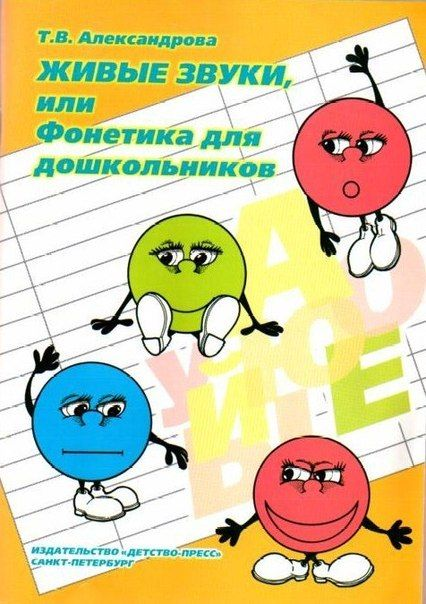 Т.В. Александрова
ЖИВЫЕ ЗВУКИ,
или
Фонетика для
дошкольников
А
У Й Ю О
Ы Е
ИЗДАТЕЛЬСТВО «ДЕТСТВО-ПРЕСС»
САНКТ-ПЕТЕРБУРГ